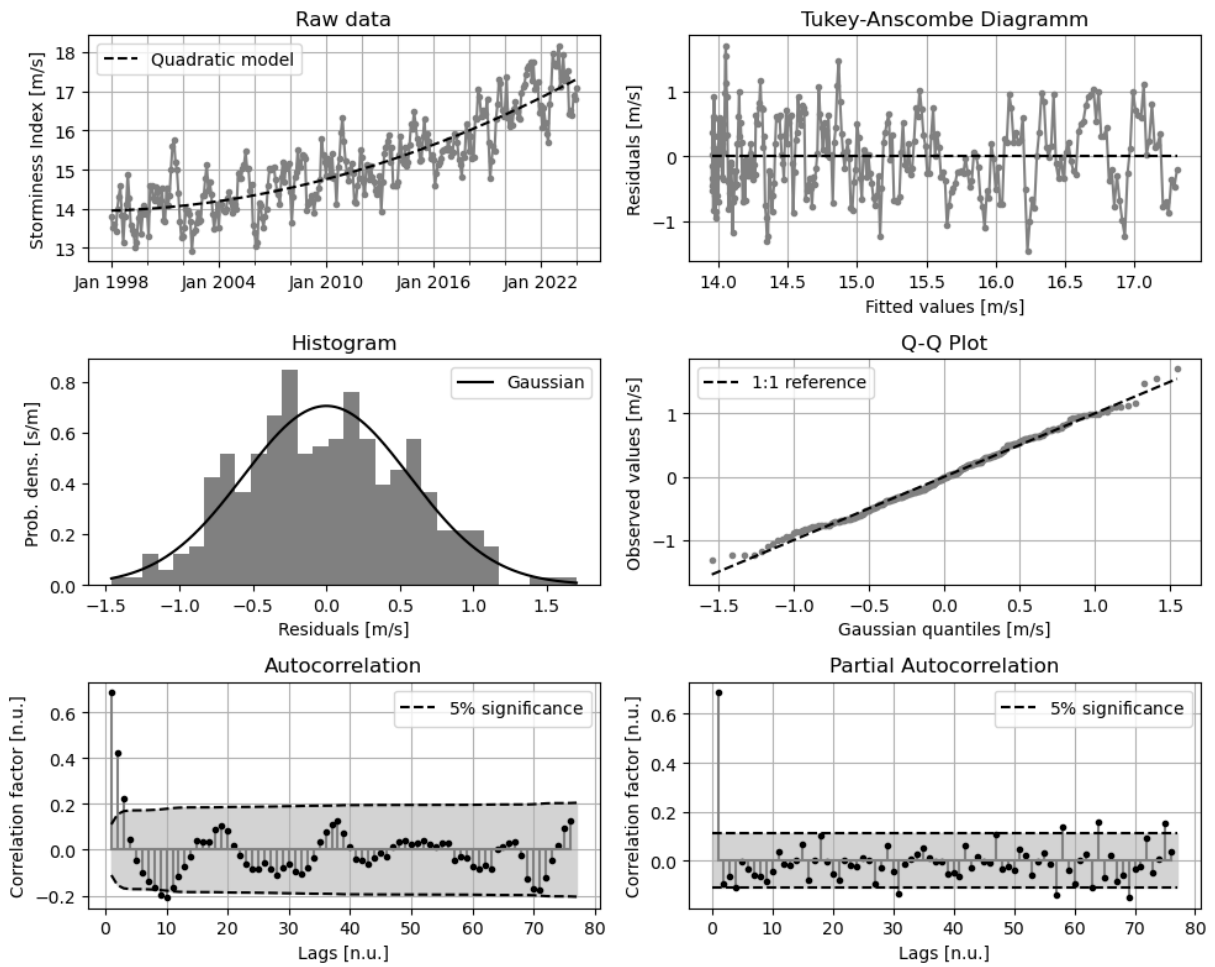 Raw data
Stormininess Index [m/s]
18
17
16
15
14
13
Quadratic model
Jan 1998
Jan 2004
Jan 2010
Jan 2016
Jan 2022
Tukey-Anscombe Diagramm
Residuals [m/s]
1
0
−1
14.0
14.5
15.0
15.5
16.0
16.5
17.0
Fitted values [m/s]
Histogram
Prob. dens. [s/m]
0.8
0.6
0.4
0.2
0.0
Gaussian
−1.5
−1.0
−0.5
0.0
0.5
1.0
1.5
Residuals [m/s]
Q-Q Plot
Observed values [m/s]
1
0
−1
1:1 reference
−1.5
−1.0
−0.5
0.0
0.5
1.0
1.5
Gaussian quantiles [m/s]
Autocorrelation
Correlation factor [n.u.]
0.6
0.4
0.2
0.0
−0.2
5% significance
0
10
20
30
40
50
60
70
80
Lags [n.u.]
Partial Autocorrelation
Correlation factor [n.u.]
0.6
0.4
0.2
0.0
5% significance
0
10
20
30
40
50
60
70
80
Lags [n.u.]